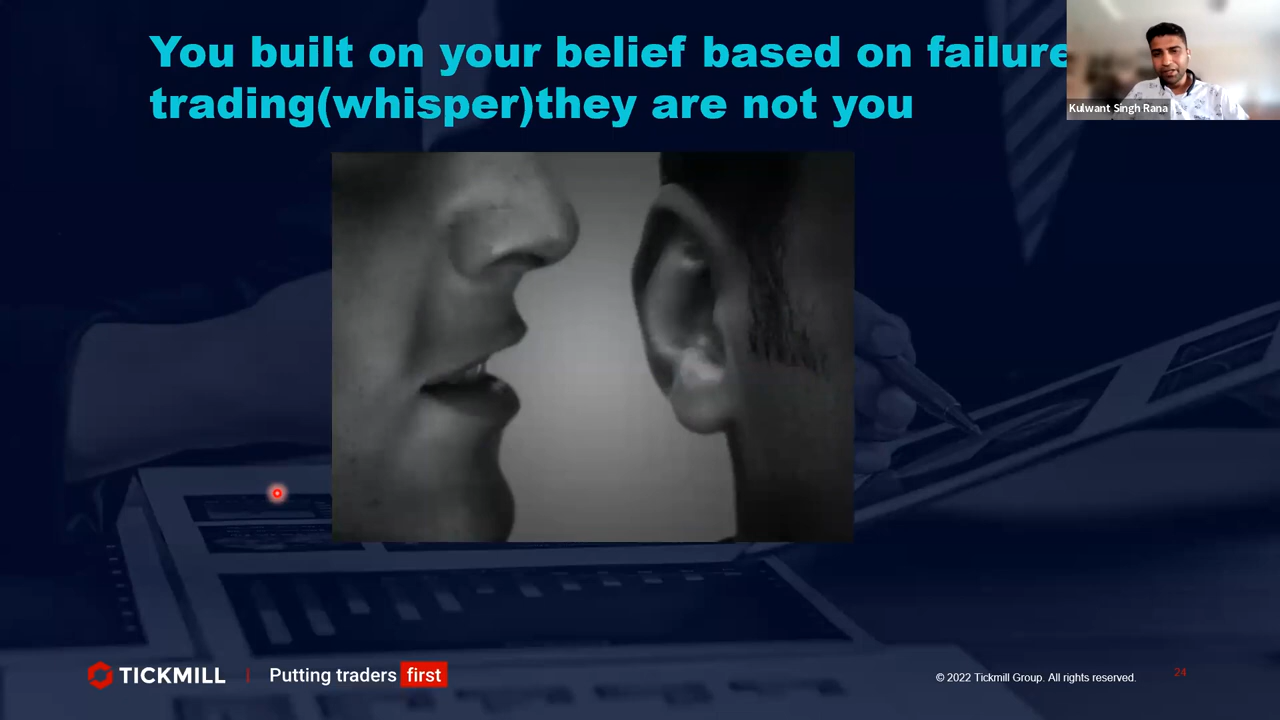 You built on your belief based on failure
trading(whisper)they are not you
Kulwant Singh Rana
TICKMILL | Putting traders first
© 2022 Tickmill Group. All rights reserved.
24